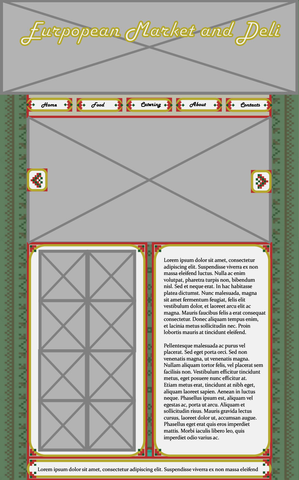 Eurpopean Market and Deli
Home Food Catering About Contacts
Lorem ipsum dolor sit amet, consectetur
adipiscing elit. Suspendisse viverra ex non
massa eleifend luctus. Nulla ac enim
volutpat, pharetra turpis non, bibendum
nisl. Sed et neque erat. In hac habitasse
platea dictumst. Nunc malesuada, magna
sit amet fermentum feugiat, felis elit
vestibulum dolor, et laoreet arcu elit ac
magna. Mauris faucibus felis a erat consequat
consectetur. Donec aliquam tempus enim,
et lacinia metus sollicitudin nec. Proin
lobortis mauris at tincidunt eleifend.
Pellentesque malesuada ac purus vel
placerat. Sed eget porta orci. Sed non
venenatis magna, ut venenatis magna.
Nullam aliquam tortor felis, vel placerat sem
facilisis non. Vestibulum efficitur tincidunt
metus, eget posuere nunc efficitur at.
Etiam metus erat, tincidunt at nibh eget,
aliquam laoreet sapien. Aenean in luctus
neque. Phasellus ipsum est, aliquam vel
egestas ac, porta ut arcu. Aliquam et
sollicitudin risus. Mauris gravida lectus
cursus, laoreet dolor ut, accumsan augue.
Phasellus eget erat quis eros imperdiet
mattis. Morbi iaculis libero leo, quis
imperdiet odio varius ac.
Lorem ipsum dolor sit amet, consectetur adipiscing elit. Suspendisse viverra ex non massa eleifend